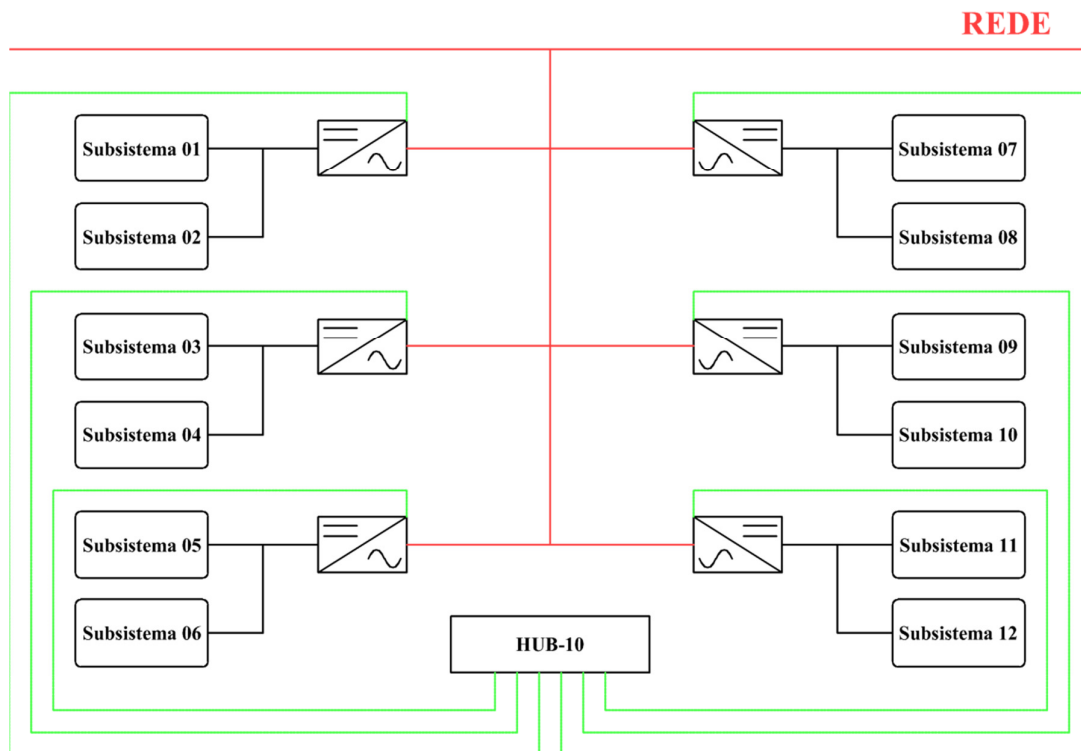 REDE
Subsistema 01
Subsistema 07
Subsistema 02
Subsistema 08
Subsistema 03
Subsistema 09
Subsistema 04
Subsistema 10
Subsistema 05
Subsistema 11
Subsistema 06
Subsistema 12
HUB-10